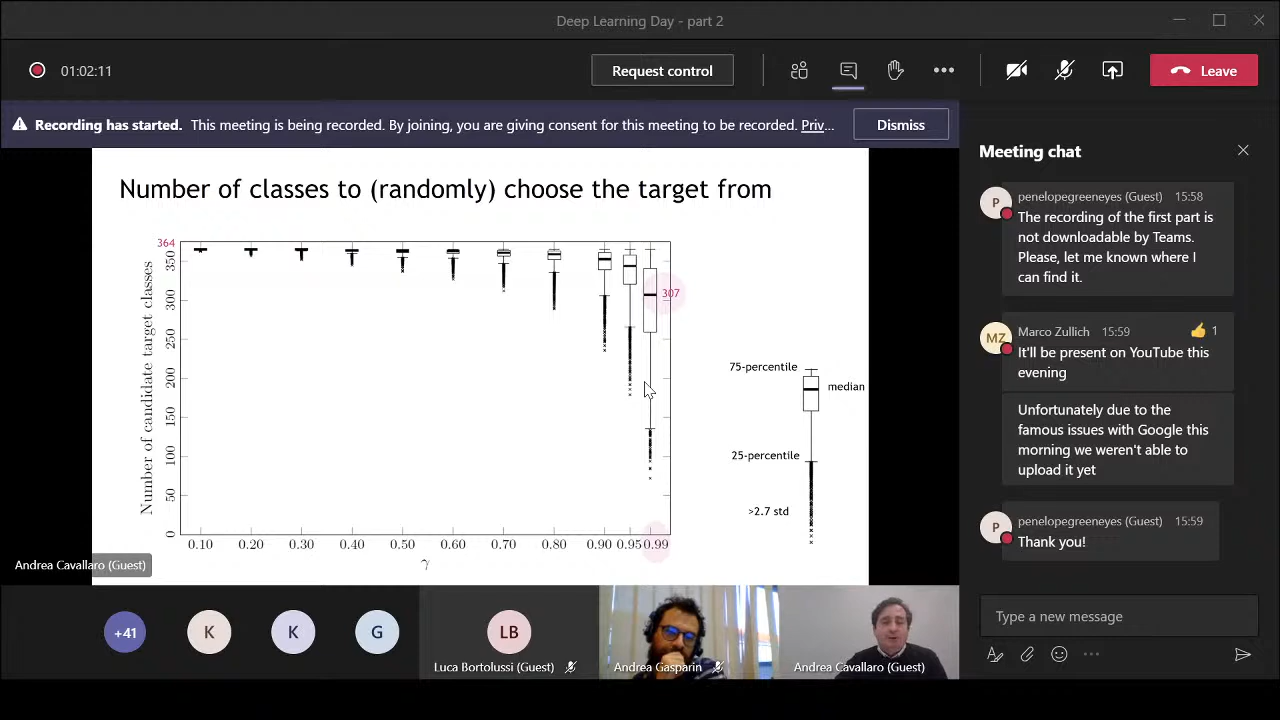 Deep Learning Day - part 2
01:02:11
Request control
Leave
Recording has started. This meeting is being recorded. By joining, you are giving consent for this meeting to be recorded. Priv...
Dismiss
Number of classes to (randomly) choose the target from
364
350
300
250
200
150
100
50
0
Number of candidate target classes
307
0.10 0.20 0.30 0.40 0.50 0.60 0.70 0.80 0.90 0.95 0.99
γ
75-percentile
median
25-percentile
>2.7 std
Andrea Cavallaro (Guest)
+41
K
K
G
LB
Luca Bortolussi (Guest)
Andrea Gasparin
Andrea Cavallaro (Guest)
Meeting chat
P
penelopegreeneyes (Guest) 15:58
The recording of the first part is
not downloadable by Teams.
Please, let me known where I
can find it.
MZ
Marco Zullich 15:59
👍 1
It'll be present on YouTube this
evening
Unfortunately due to the
famous issues with Google this
morning we weren't able to
upload it yet
P
penelopegreeneyes (Guest) 15:59
Thank you!
Type a new message